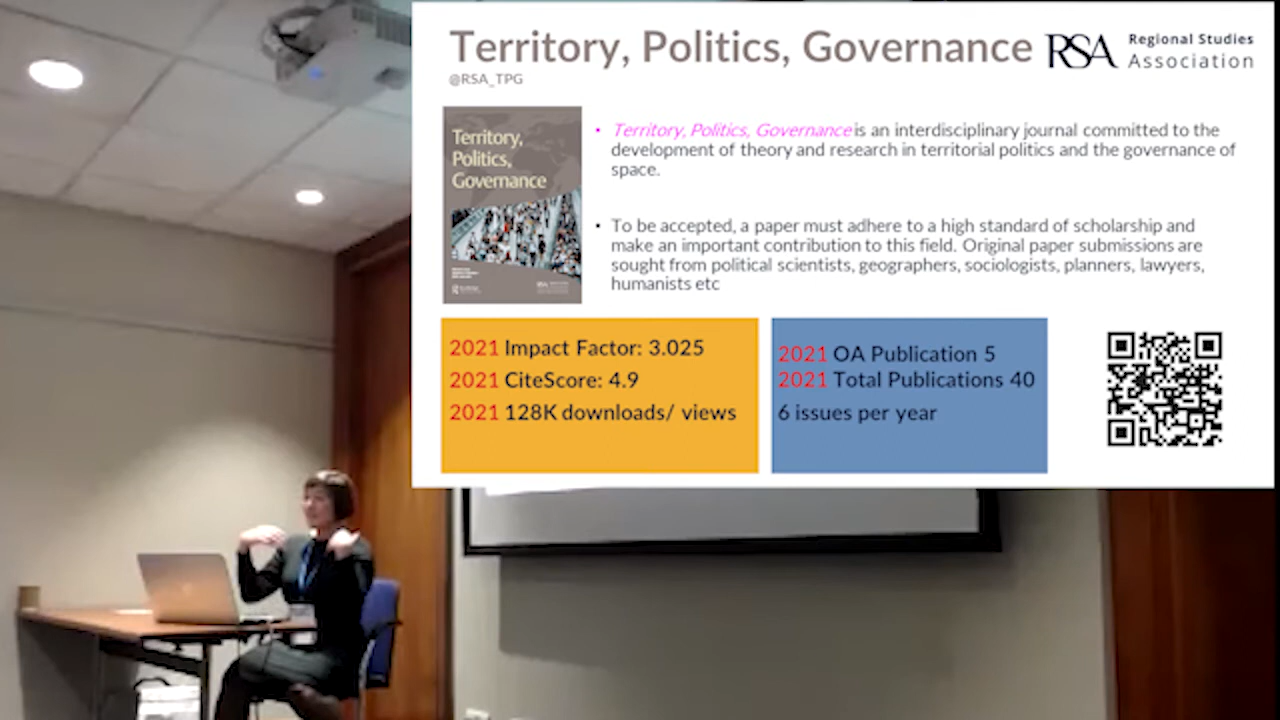 Territory, Politics, Governance
RSA Regional Studies
Association
@RSA_TPG
Territory,
Politics,
Governance
• Territory, Politics, Governance is an interdisciplinary journal committed to the
development of theory and research in territorial politics and the governance of
space.
• To be accepted, a paper must adhere to a high standard of scholarship and
make an important contribution to this field. Original paper submissions are
sought from political scientists, geographers, sociologists, planners, lawyers,
humanists etc
2021 Impact Factor: 3.025
2021 CiteScore: 4.9
2021 128K downloads/ views
2021 OA Publication 5
2021 Total Publications 40
6 issues per year